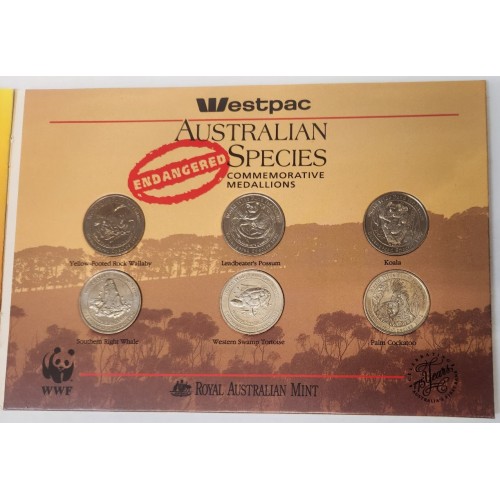 Westpac
AUSTRALIAN
ENDANGERED
SPECIES
COMMEMORATIVE
MEDALLIONS
Yellow-Footed Rock Wallaby
Leadbeater's Possum
Koala
Southern Right Whale
Western Swamp Tortoise
Palm Cockatoo
WWF
ROYAL AUSTRALIAN MINT
Years